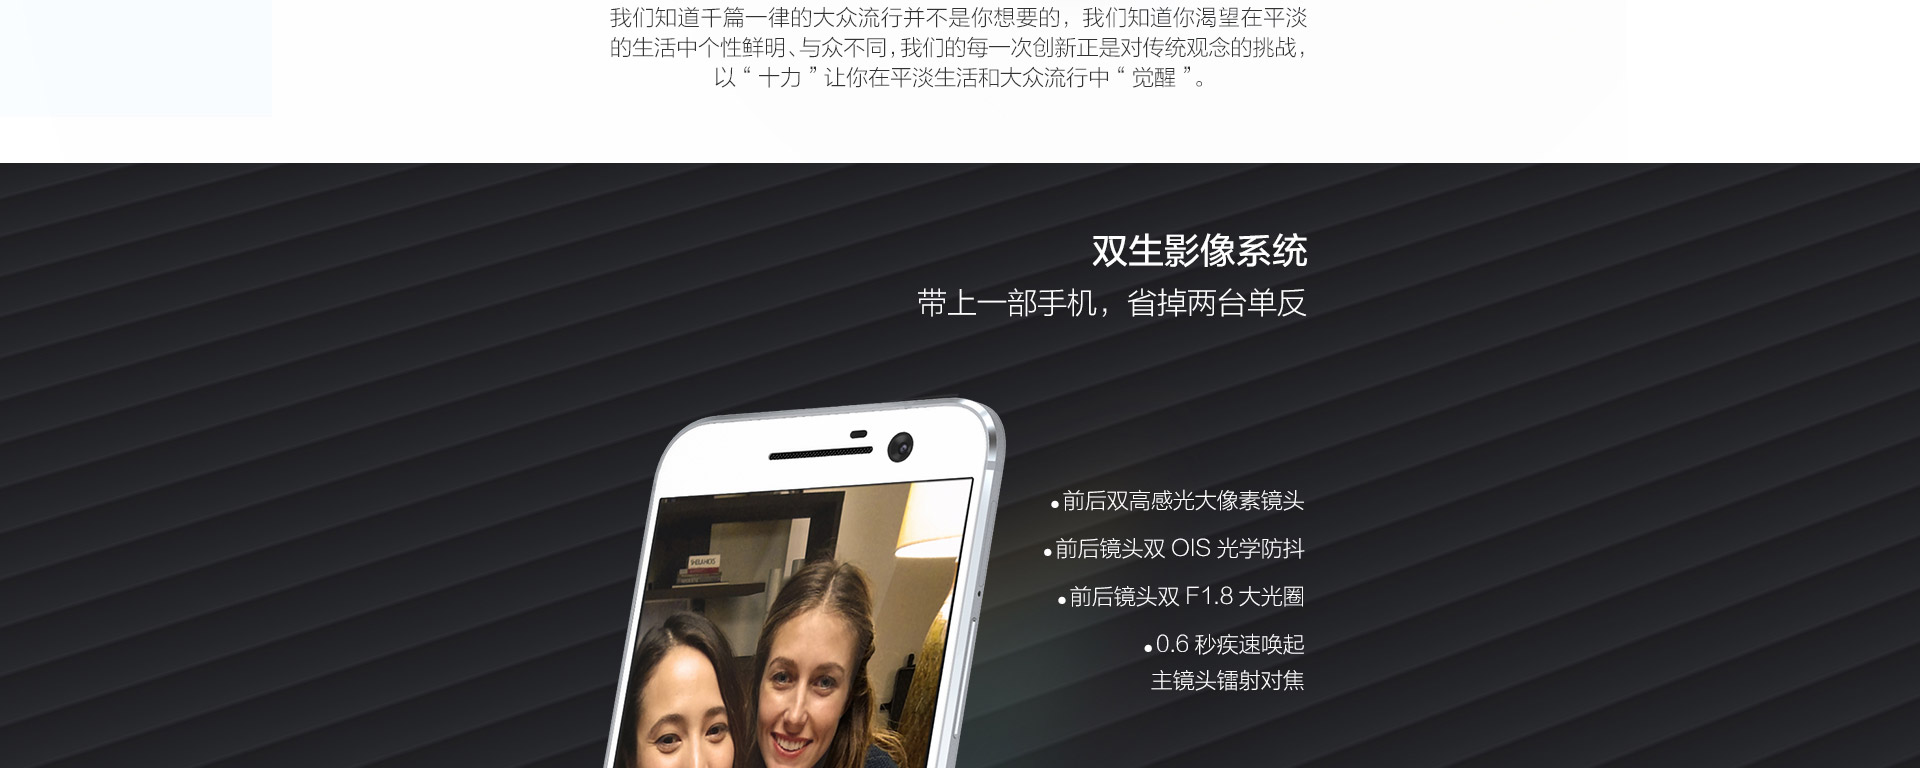 我们知道千篇一律的大众流行并不是你想要的，我们知道你渴望在平淡
的生活中个性鲜明、与众不同，我们的每一次创新正是对传统观念的挑战，
以“十力”让你在平淡生活和大众流行中“觉醒”。
双生影像系统
带上一部手机，省掉两台单反
•前后双高感光大像素镜头
•前后镜头双 OIS 光学防抖
•前后镜头双 F1.8 大光圈
•0.6 秒疾速唤起
主镜头镭射对焦